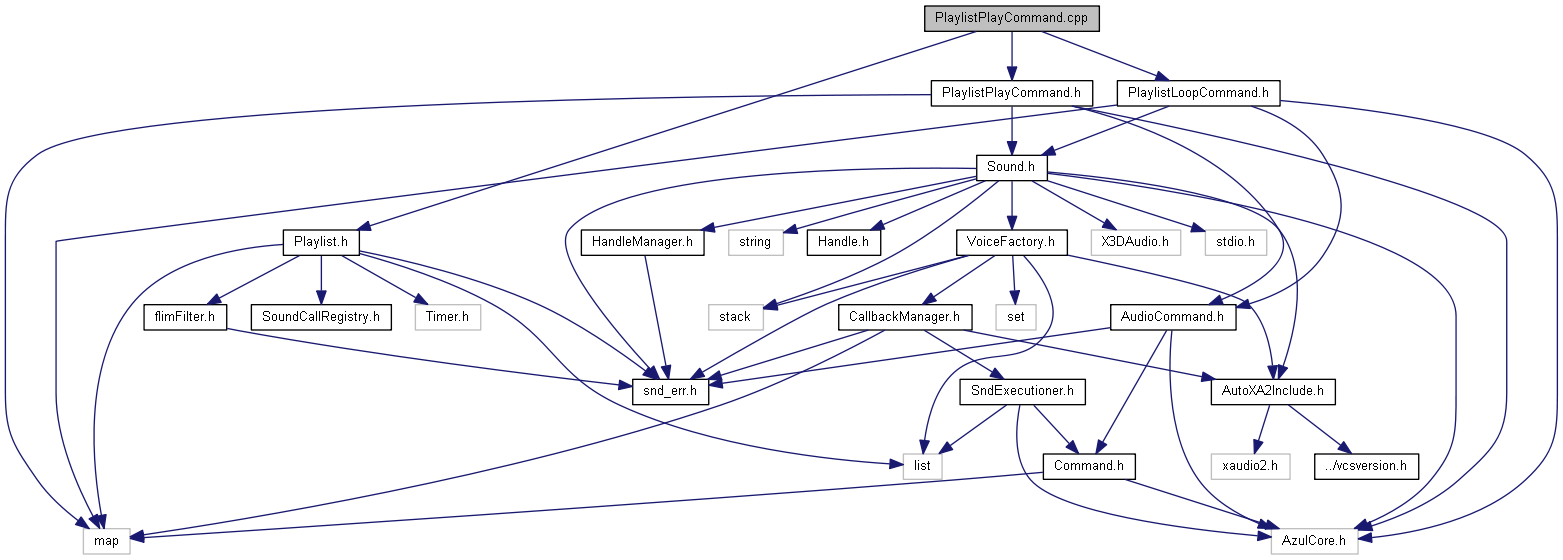 PlaylistPlayCommand.cpp
PlaylistPlayCommand.h
PlaylistLoopCommand.h
Sound.h
Playlist.h
HandleManager.h
string
Handle.h
VoiceFactory.h
X3DAudio.h
stdio.h
flimFilter.h
SoundCallRegistry.h
Timer.h
stack
CallbackManager.h
set
AudioCommand.h
snd_err.h
SndExecutioner.h
AutoXA2Include.h
list
Command.h
xaudio2.h
../vcsversion.h
map
AzulCore.h